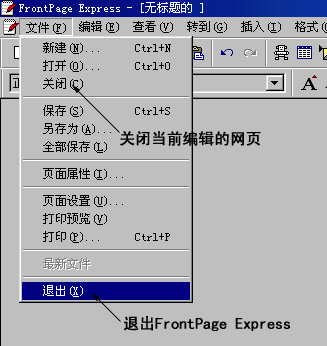 FrontPage Express - [无标题的 ]
文件(F) 编辑(E) 查看(V) 转到(G) 插入(I) 格式(
新建(N)... Ctrl+N
打开(O)... Ctrl+O
关闭(C)
保存(S) Ctrl+S
另存为(A)...
全部保存(L)
关闭当前编辑的网页
页面属性(I)...
页面设置(U)...
打印预览(V)
打印(P)... Ctrl+P
最新文件
退出(X)
退出FrontPage Express